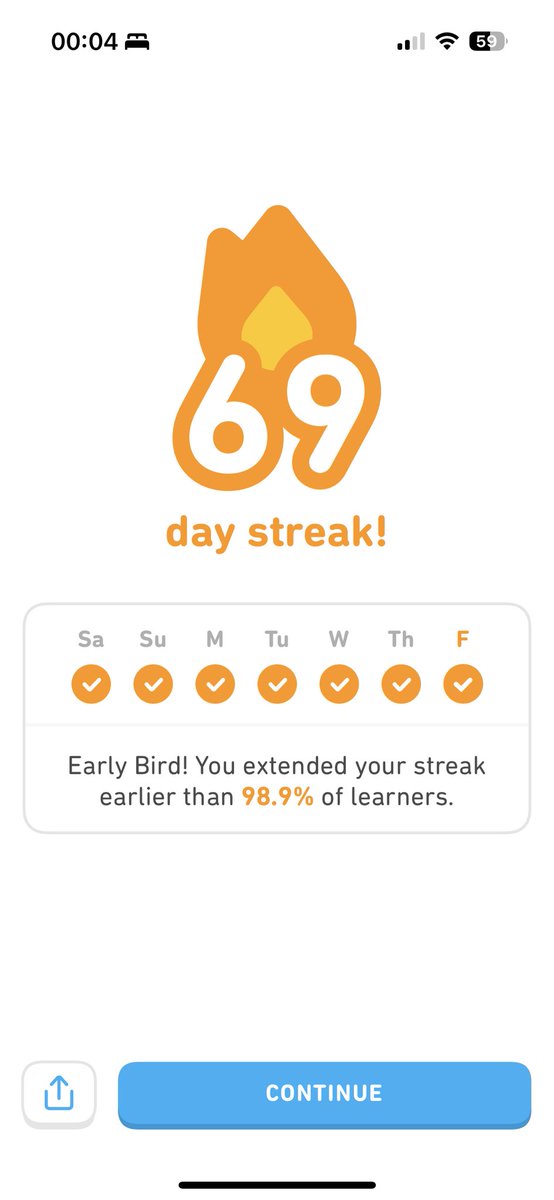 00:04
59
69
day streak!
Sa Su M Tu W Th F
Early Bird! You extended your streak
earlier than 98.9% of learners.
CONTINUE